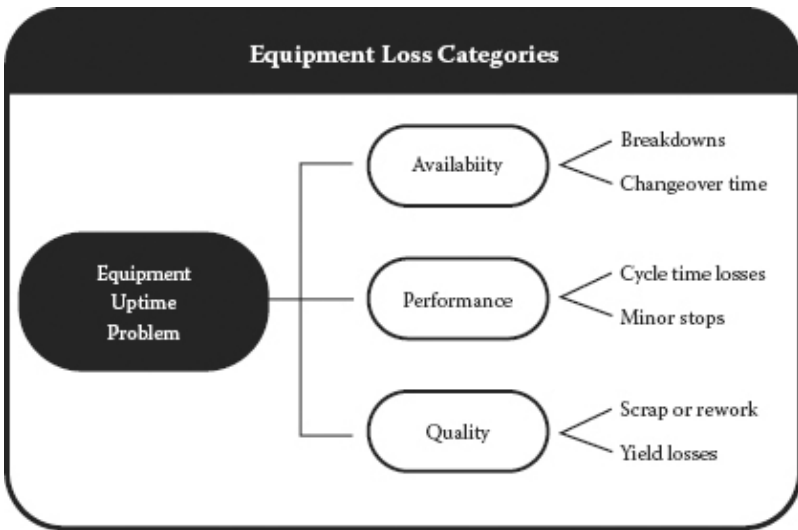 Equipment Loss Categories
Equipment
Uptime
Problem
Availabiity
Breakdowns
Changeover time
Performance
Cycle time losses
Minor stops
Quality
Scrap or rework
Yield losses